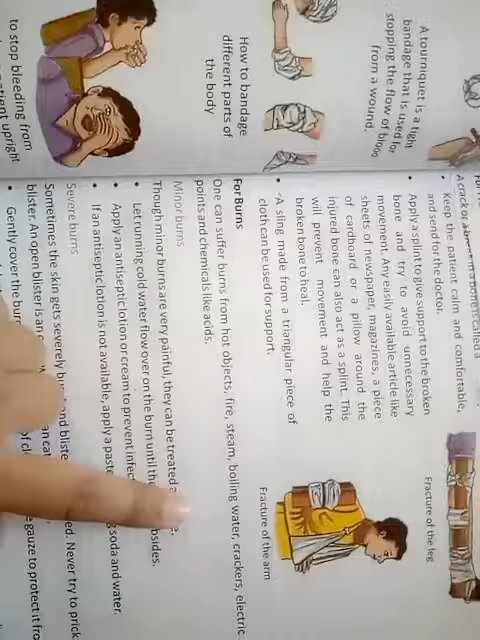 A tourniquet is a tight
bandage that is used for
stopping the flow of blood
from a wound.
How to bandage
different parts of
the body
to stop bleeding from
patient upright
A crack or a break in a bone is called a
• Keep the patient calm and comfortable,
and send for the doctor.
• Apply a splint to give support to the broken
bone and try to avoid unnecessary
movement. Any easily available article like
sheets of newspaper, magazines, a piece
of cardboard or a pillow around the
injured bone can also act as a splint. This
will prevent movement and help the
broken bone to heal.
• A sling made from a triangular piece of
cloth can be used for support.
Fracture of the leg
Fracture of the arm
For Burns
One can suffer burns from hot objects, fire, steam, boiling water, crackers, electric
points and chemicals like acids.
Minor burns
Though minor burns are very painful, they can be treated
• Let running cold water flow over on the burn until the
• Apply an antiseptic lotion or cream to prevent
• If an antiseptic lotion is not available, apply a paste soda and water.
Severe burns
Sometimes the skin gets severely and Never try to prick
blister. An open blister is an
• Gently cover the gauze to protect it